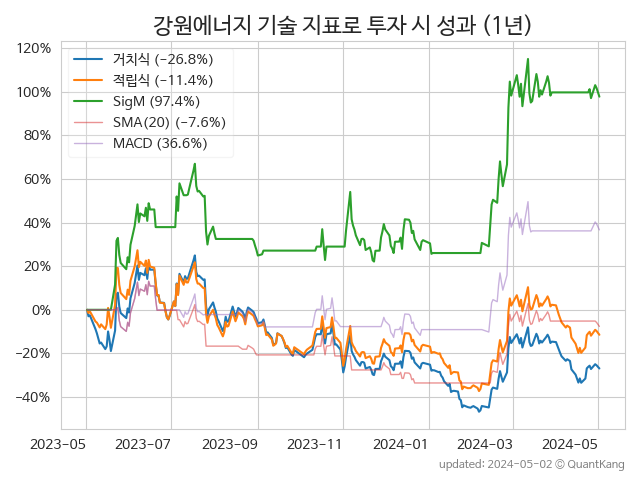 강원에너지 기술 지표로 투자 시 성과 (1년)
120%
100%
80%
60%
40%
20%
0%
−20%
−40%
거치식 (−26.8%)
적립식 (−11.4%)
SigM (97.4%)
SMA(20) (−7.6%)
MACD (36.6%)
2023-05
2023-07
2023-09
2023-11
2024-01
2024-03
2024-05
updated: 2024-05-02 © QuantKang